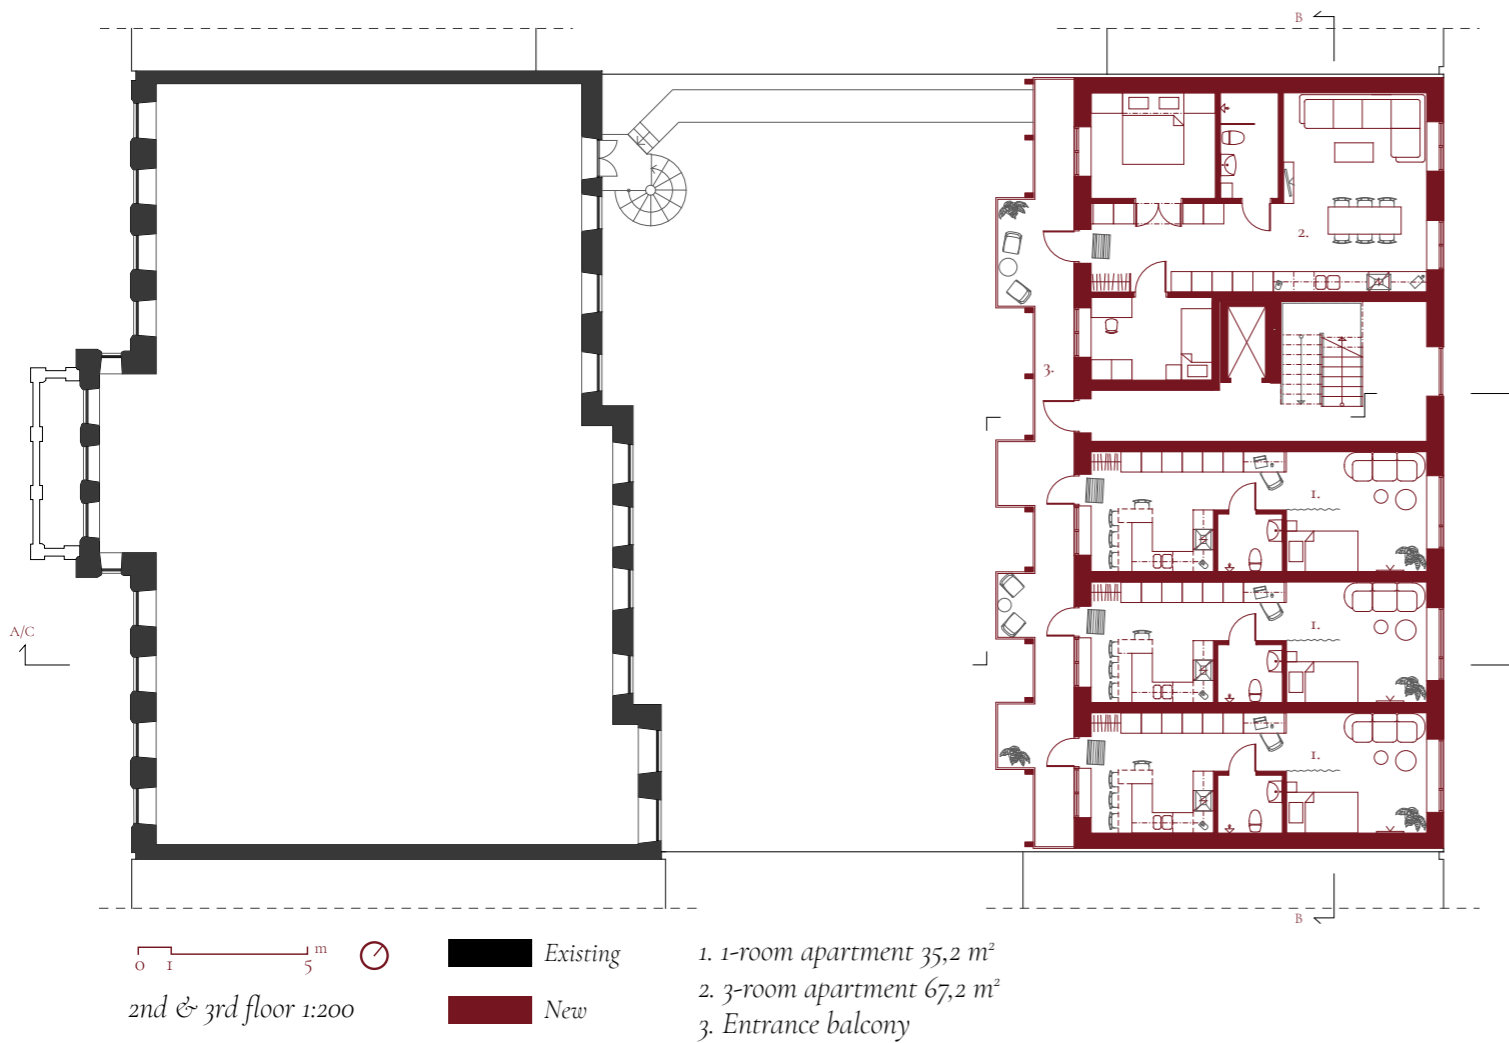 B
2.
3.
1.
A/C
1.
1.
B
m
0 1 5
2nd & 3rd floor 1:200
Existing
New
1. 1-room apartment 35,2 m²
2. 3-room apartment 67,2 m²
3. Entrance balcony